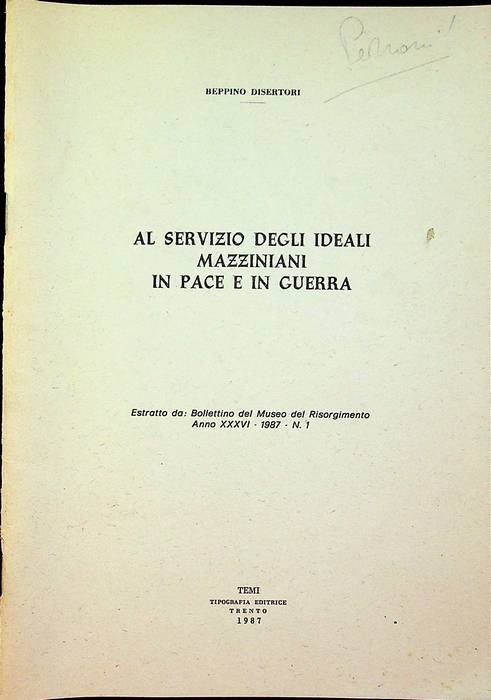 BEPPINO DISERTORI
AL SERVIZIO DEGLI IDEALI
MAZZINIANI
IN PACE E IN GUERRA
Estratto da: Bollettino del Museo del Risorgimento
Anno XXXVI - 1987 - N. 1
TEMI
TIPOGRAFIA EDITRICE
TRENTO
1987